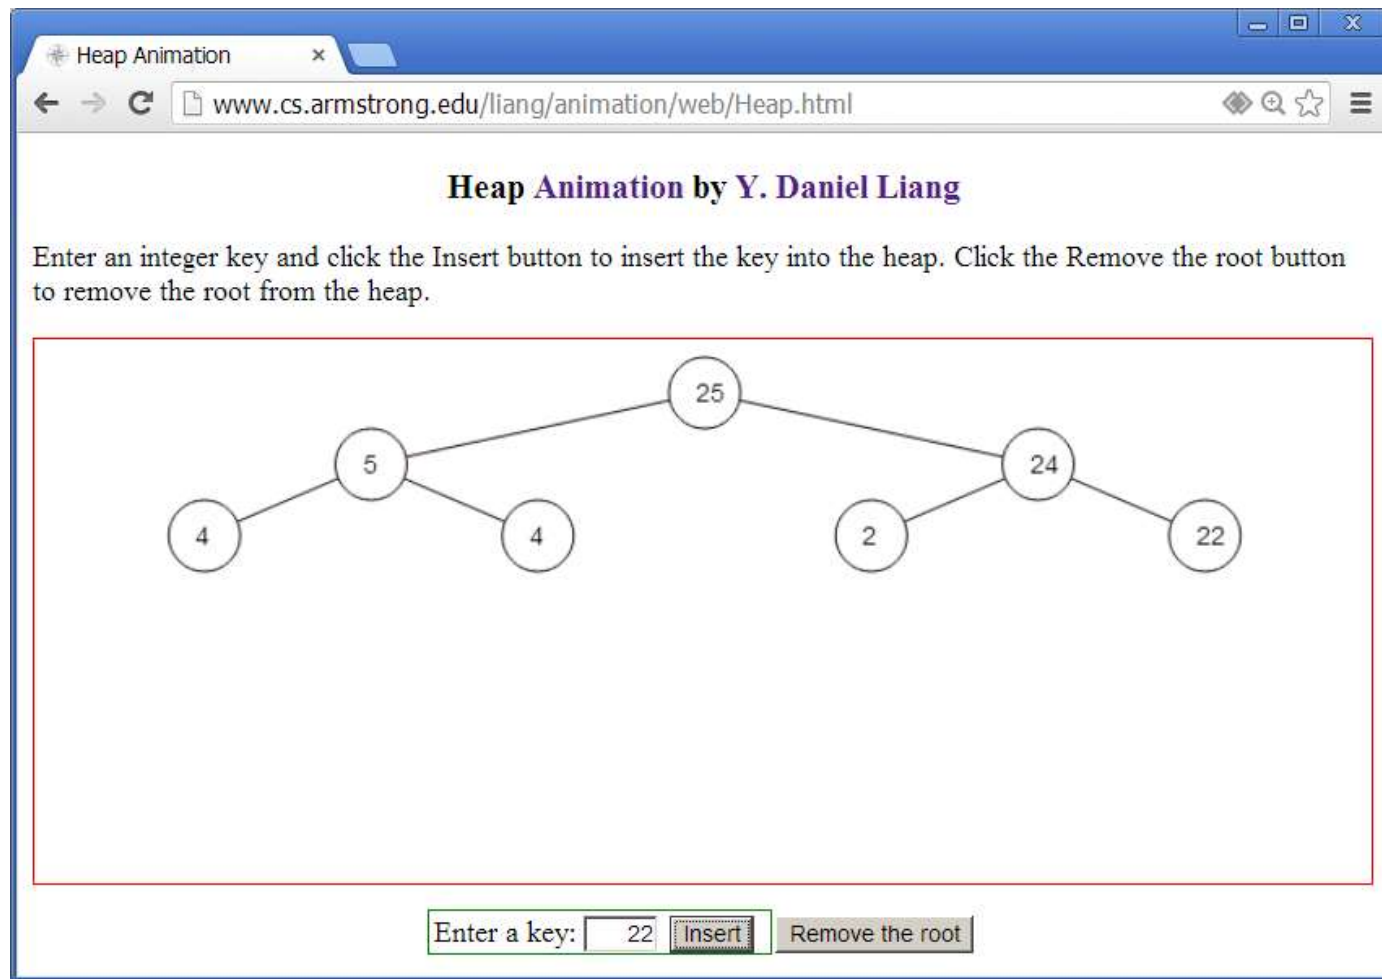 Heap Animation
www.cs.armstrong.edu/liang/animation/web/Heap.html
Heap Animation by Y. Daniel Liang
Enter an integer key and click the Insert button to insert the key into the heap. Click the Remove the root button
to remove the root from the heap.
25
5 24
4 4 2 22
Enter a key: 22 Insert Remove the root